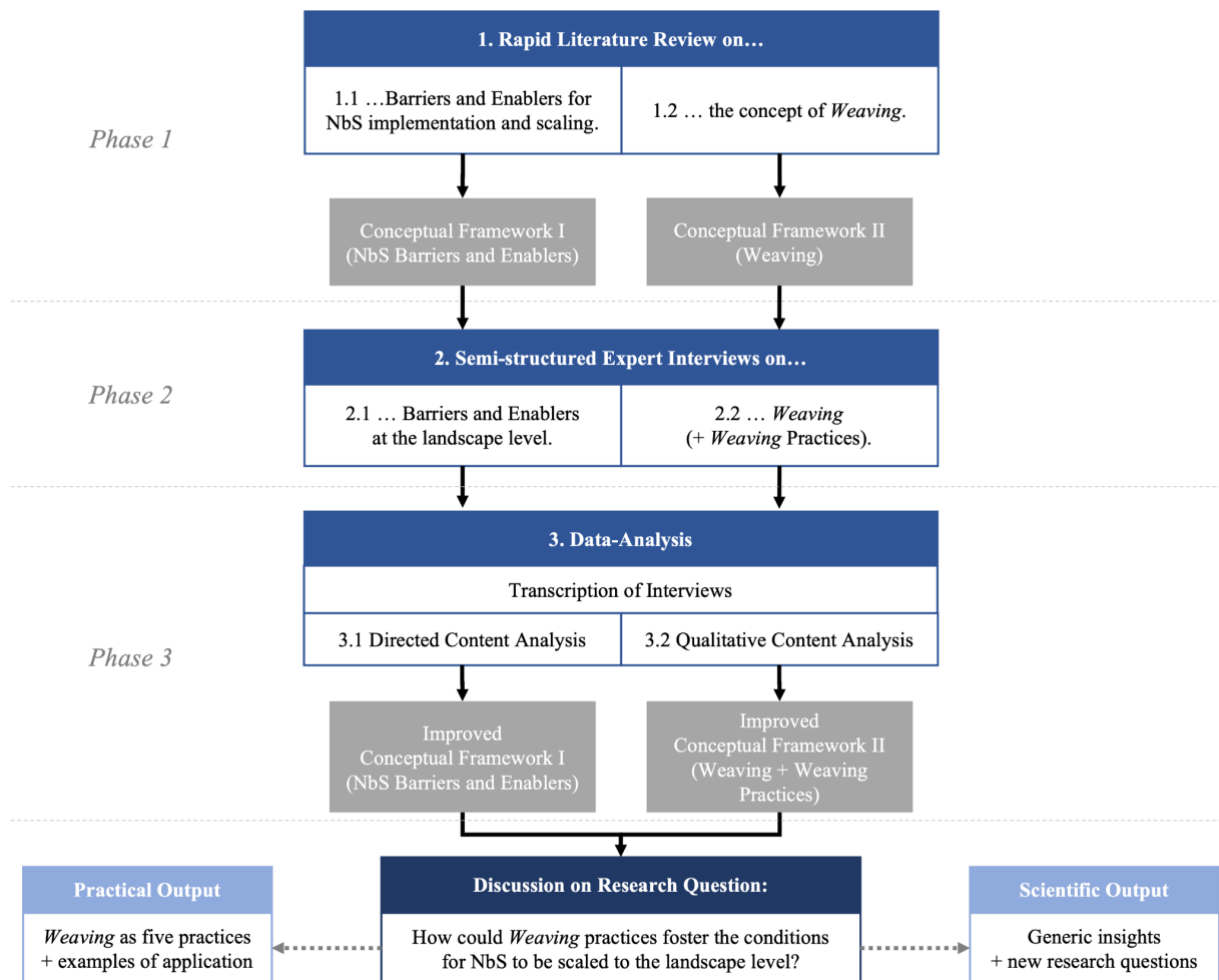 1. Rapid Literature Review on…
1.1 …Barriers and Enablers for
NbS implementation and scaling.
1.2 … the concept of Weaving.
Phase 1
Conceptual Framework I
(NbS Barriers and Enablers)
Conceptual Framework II
(Weaving)
2. Semi-structured Expert Interviews on…
Phase 2
2.1 … Barriers and Enablers
at the landscape level.
2.2 … Weaving
(+ Weaving Practices).
3. Data-Analysis
Transcription of Interviews
3.1 Directed Content Analysis
3.2 Qualitative Content Analysis
Phase 3
Improved
Conceptual Framework I
(NbS Barriers and Enablers)
Improved
Conceptual Framework II
(Weaving + Weaving
Practices)
Practical Output
Weaving as five practices
+ examples of application
Discussion on Research Question:
How could Weaving practices foster the conditions
for NbS to be scaled to the landscape level?
Scientific Output
Generic insights
+ new research questions